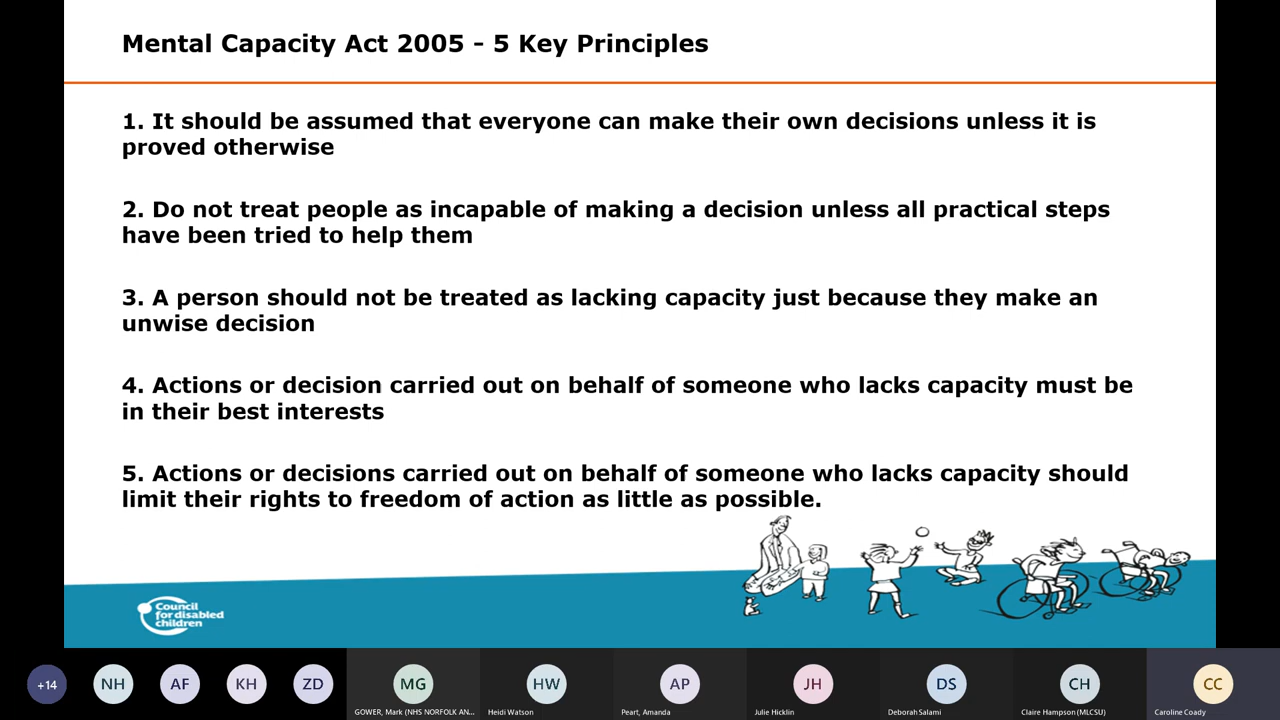 Mental Capacity Act 2005 - 5 Key Principles
1. It should be assumed that everyone can make their own decisions unless it is
proved otherwise
2. Do not treat people as incapable of making a decision unless all practical steps
have been tried to help them
3. A person should not be treated as lacking capacity just because they make an
unwise decision
4. Actions or decision carried out on behalf of someone who lacks capacity must be
in their best interests
5. Actions or decisions carried out on behalf of someone who lacks capacity should
limit their rights to freedom of action as little as possible.
Council
for disabled
children
+14
NH
AF
KH
ZD
MG
HW
AP
JH
DS
CH
CC
GOWER, Mark (NHS NORFOLK AN...
Heidi Watson
Peart, Amanda
Julie Hicklin
Deborah Salami
Claire Hampson (MLCSU)
Caroline Coady